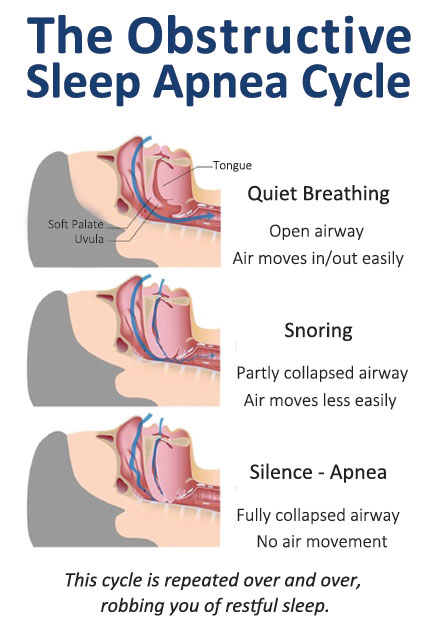 The Obstructive
Sleep Apnea Cycle
Tongue
Soft Palate
Uvula
Quiet Breathing
Open airway
Air moves in/out easily
Snoring
Partly collapsed airway
Air moves less easily
Silence - Apnea
Fully collapsed airway
No air movement
This cycle is repeated over and over,
robbing you of restful sleep.